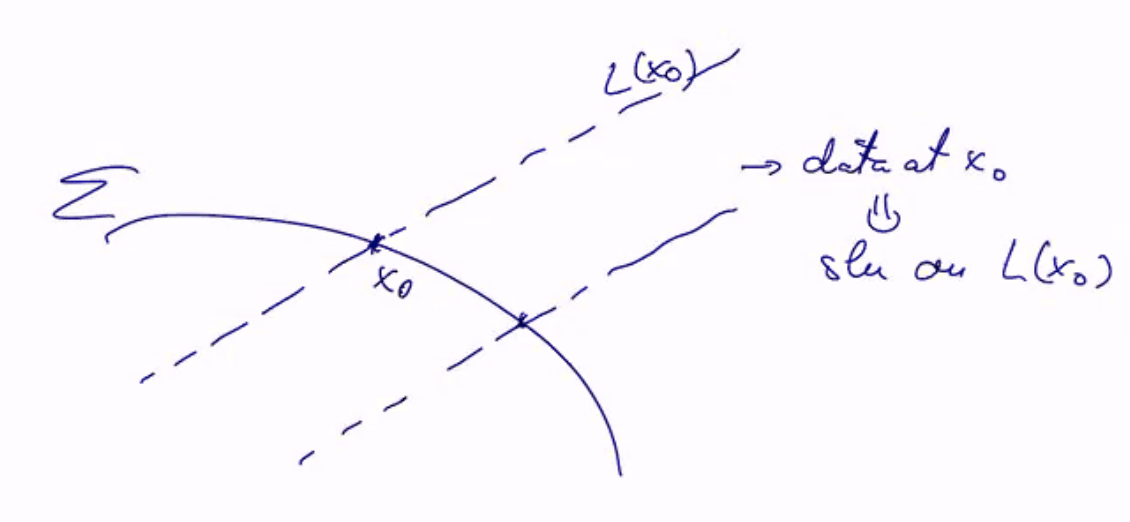 L(x₀)
Σ
→ data at x₀
x₀
⇓
sln on L(x₀)